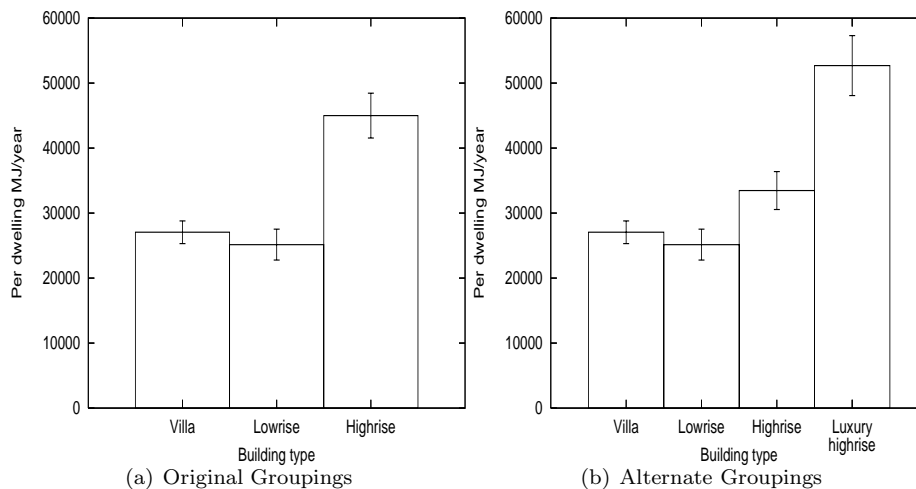 Per dwelling MJ/year
60000
50000
40000
30000
20000
10000
0
Villa Lowrise Highrise
Building type
(a) Original Groupings
Per dwelling MJ/year
60000
50000
40000
30000
20000
10000
0
Villa Lowrise Highrise Luxury
highrise
Building type
(b) Alternate Groupings